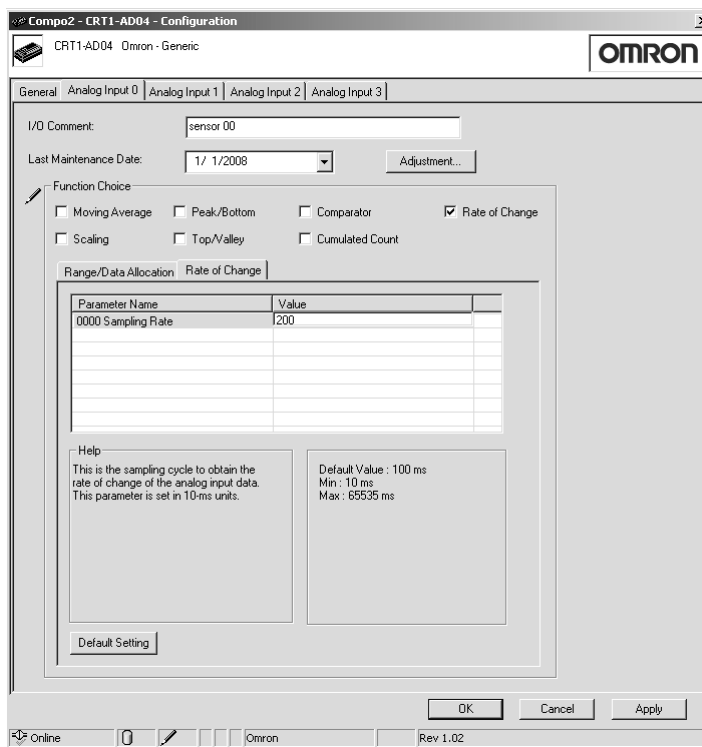 Compo2 - CRT1-AD04 - Configuration
CRT1-AD04 Omron - Generic
OMRON
General Analog Input 0 Analog Input 1 Analog Input 2 Analog Input 3
I/O Comment: sensor 00
Last Maintenance Date: 1/ 1/2008 Adjustment...
Function Choice
Moving Average Peak/Bottom Comparator Rate of Change
Scaling Top/Valley Cumulated Count
Range/Data Allocation Rate of Change
Parameter Name Value
0000 Sampling Rate 200
Help
This is the sampling cycle to obtain the
rate of change of the analog input data.
This parameter is set in 10-ms units.
Default Value : 100 ms
Min : 10 ms
Max : 65535 ms
Default Setting
OK Cancel Apply
Online Omron Rev 1.02